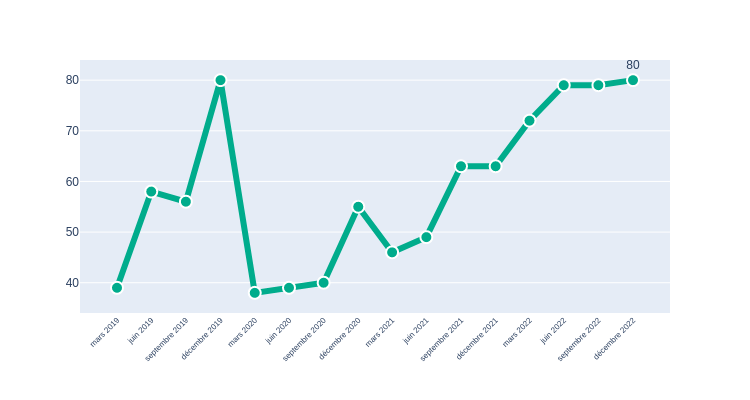 80
80
70
60
50
40
mars 2019
juin 2019
septembre 2019
décembre 2019
mars 2020
juin 2020
septembre 2020
décembre 2020
mars 2021
juin 2021
septembre 2021
décembre 2021
mars 2022
juin 2022
septembre 2022
décembre 2022